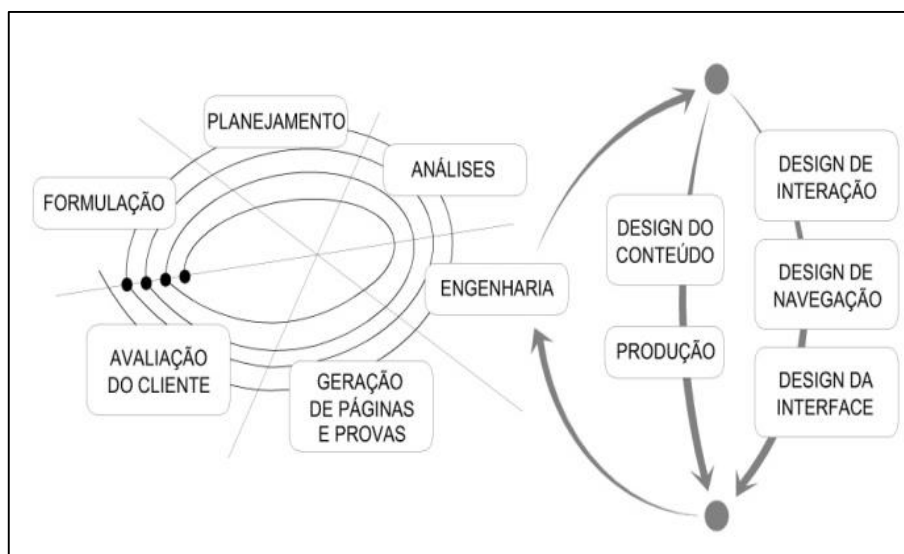 PLANEJAMENTO
ANÁLISES
FORMULAÇÃO
ENGENHARIA
AVALIAÇÃO
DO CLIENTE
GERAÇÃO
DE PÁGINAS
E PROVAS
DESIGN DO
CONTEÚDO
PRODUÇÃO
DESIGN DE
INTERAÇÃO
DESIGN DE
NAVEGAÇÃO
DESIGN DA
INTERFACE